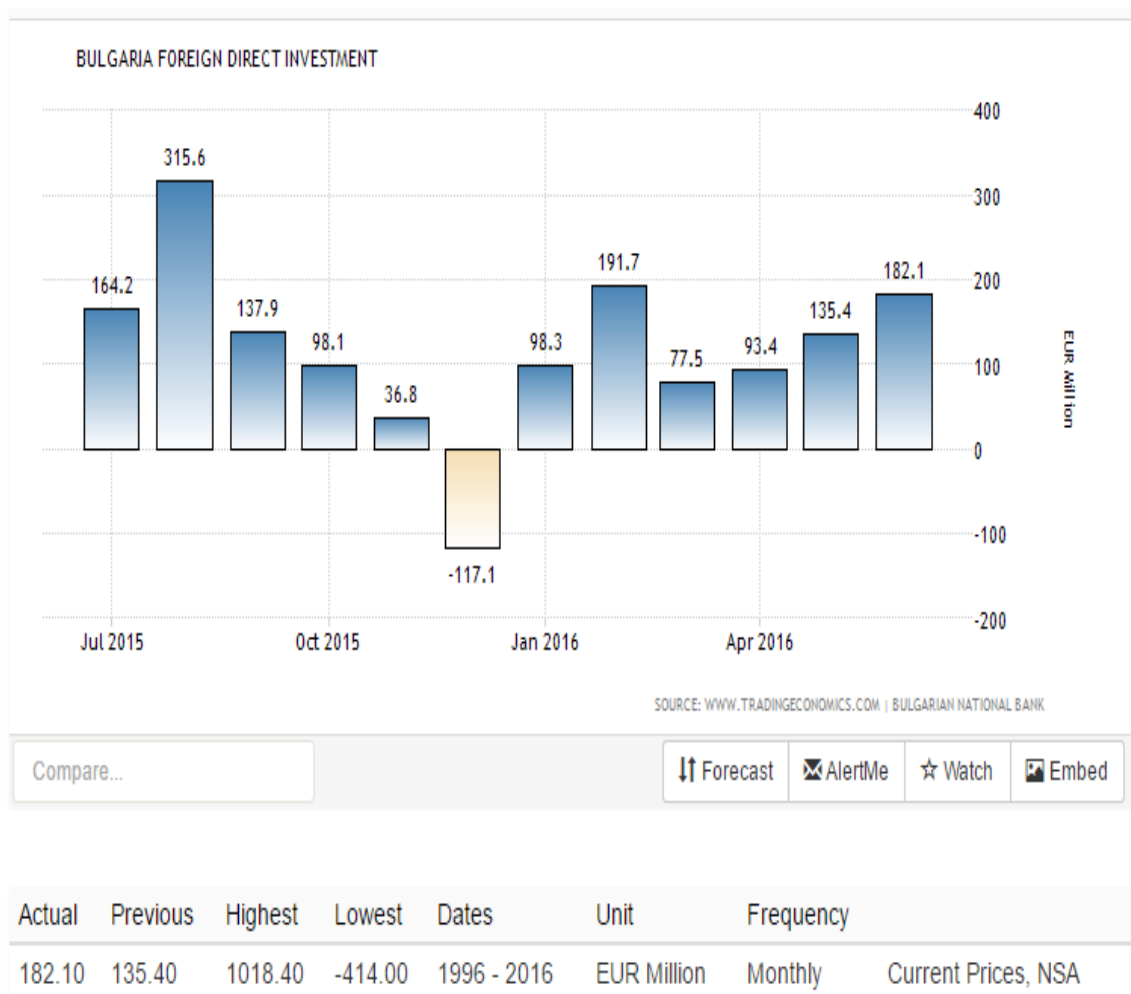 BULGARIA FOREIGN DIRECT INVESTMENT
400
315.6
300
191.7
182.1
164.2
200
137.9
135.4
98.1
98.3
93.4
77.5
100
36.8
EUR Million
0
-100
-117.1
-200
Jul 2015 Oct 2015 Jan 2016 Apr 2016
SOURCE: WWW.TRADINGECONOMICS.COM | BULGARIAN NATIONAL BANK
Compare... Forecast AlertMe Watch Embed
Actual Previous Highest Lowest Dates Unit Frequency
182.10 135.40 1018.40 -414.00 1996 - 2016 EUR Million Monthly Current Prices, NSA